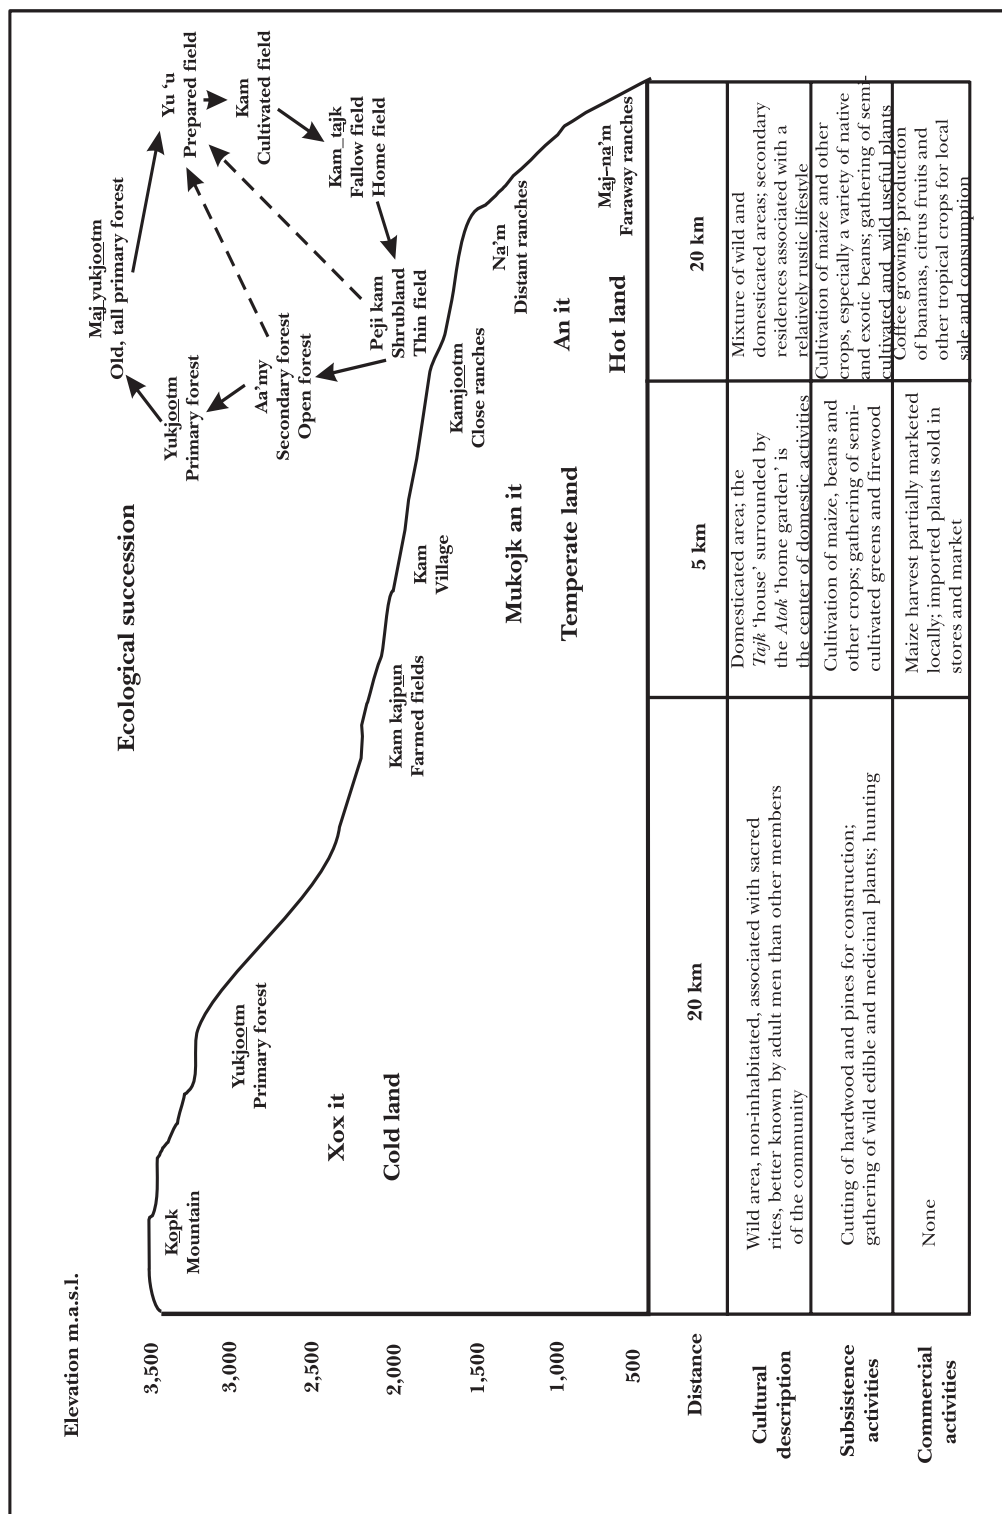 Elevation m.a.s.l.
3,500
3,000
2,500
2,000
1,500
1,000
500
Ecological succession
Maj yukjootm
Old, tall primary forest
Yu ‘u
Prepared field
Kam
Cultivated field
Kam_tajk
Fallow field
Home field
Peji kam
Shrubland
Thin field
Aa’my
Secondary forest
Open forest
Yukjootm
Primary forest
Kopk
Mountain
Yukjootm
Primary forest
Xox it
Cold land
Kam kajpun
Farmed fields
Kam
Village
Mukojk an it
Temperate land
Kamjootm
Close ranches
Na’m
Distant ranches
An it
Hot land
Maj–na’m
Faraway ranches
Distance
20 km
5 km
20 km
Cultural
description
Wild area, non-inhabitated, associated with sacred
rites, better known by adult men than other members
of the community
Domesticated area; the
Tajk ‘house’ surrounded by
the Atok ‘home garden’ is
the center of domestic activities
Mixture of wild and
domesticated areas; secondary
residences associated with a
relatively rustic lifestyle
Subsistence
activities
Cutting of hardwood and pines for construction;
gathering of wild edible and medicinal plants; hunting
Cultivation of maize, beans and
other crops; gathering of semi-
cultivated greens and firewood
Cultivation of maize and other
crops, especially a variety of native
and exotic beans; gathering of semi-
cultivated and wild useful plants
Commercial
activities
None
Maize harvest partially marketed
locally; imported plants sold in
stores and market
Coffee growing; production
of bananas, citrus fruits and
other tropical crops for local
sale and consumption